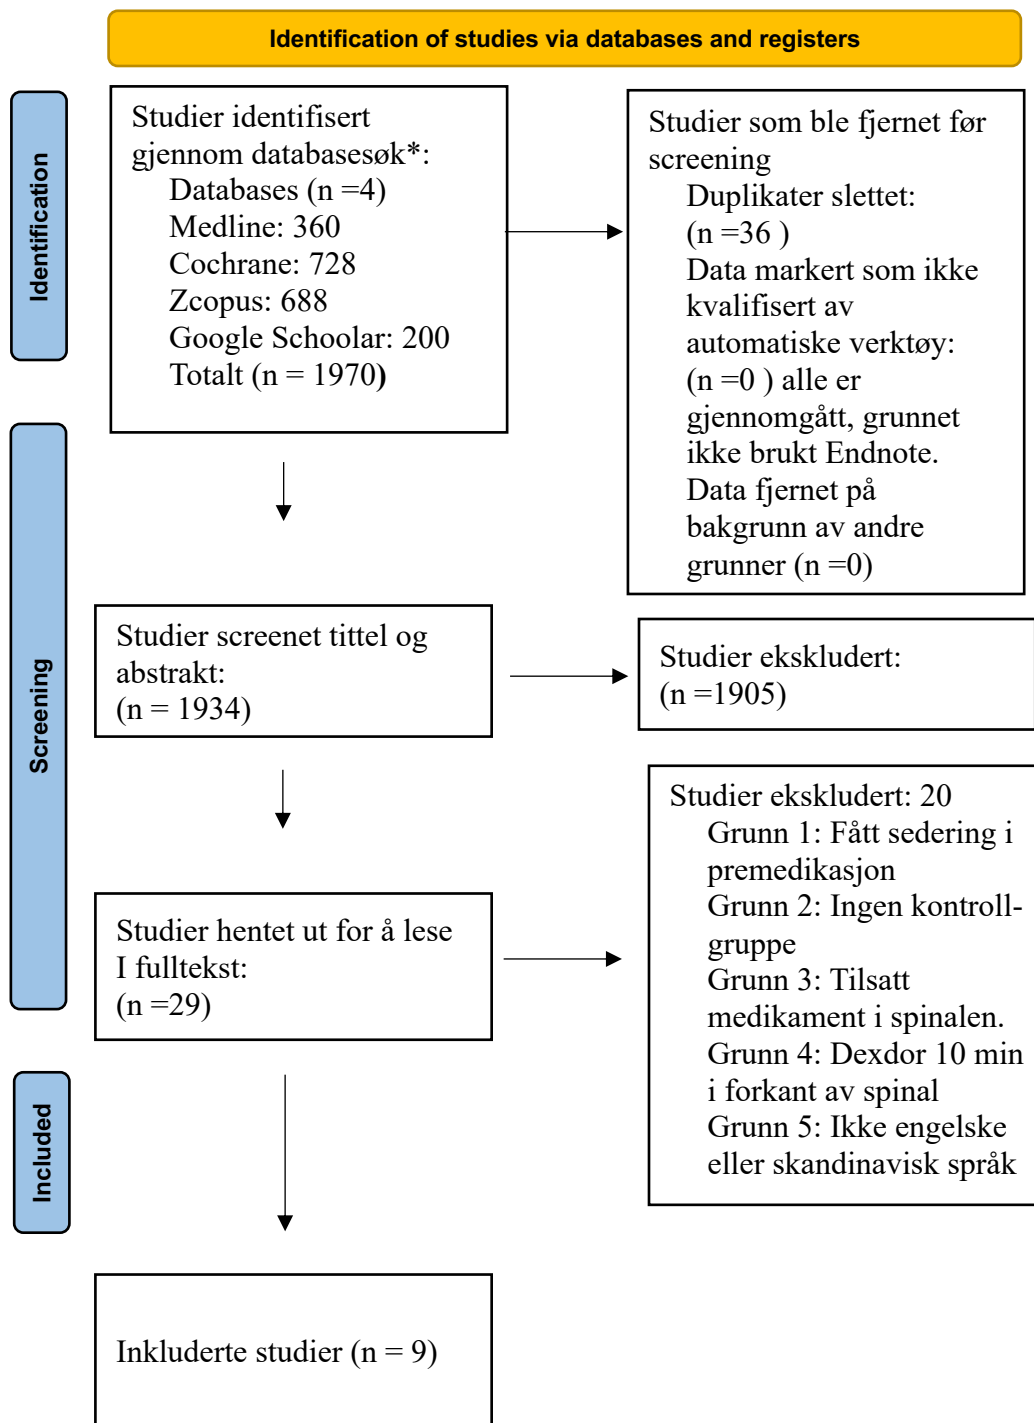 Identification of studies via databases and registers
Identification
Studier identifisert
gjennom databasesøk*:
Databases (n =4)
Medline: 360
Cochrane: 728
Zcopus: 688
Google Schoolar: 200
Totalt (n = 1970)
Studier som ble fjernet før
screening
Duplikater slettet:
(n =36 )
Data markert som ikke
kvalifisert av
automatiske verktøy:
(n =0 ) alle er
gjennomgått, grunnet
ikke brukt Endnote.
Data fjernet på
bakgrunn av andre
grunner (n =0)
Screening
Studier screenet tittel og
abstrakt:
(n = 1934)
Studier ekskludert:
(n =1905)
Studier hentet ut for å lese
I fulltekst:
(n =29)
Studier ekskludert: 20
Grunn 1: Fått sedering i
premedikasjon
Grunn 2: Ingen kontroll-
gruppe
Grunn 3: Tilsatt
medikament i spinalen.
Grunn 4: Dexdor 10 min
i forkant av spinal
Grunn 5: Ikke engelske
eller skandinavisk språk
Included
Inkluderte studier (n = 9)